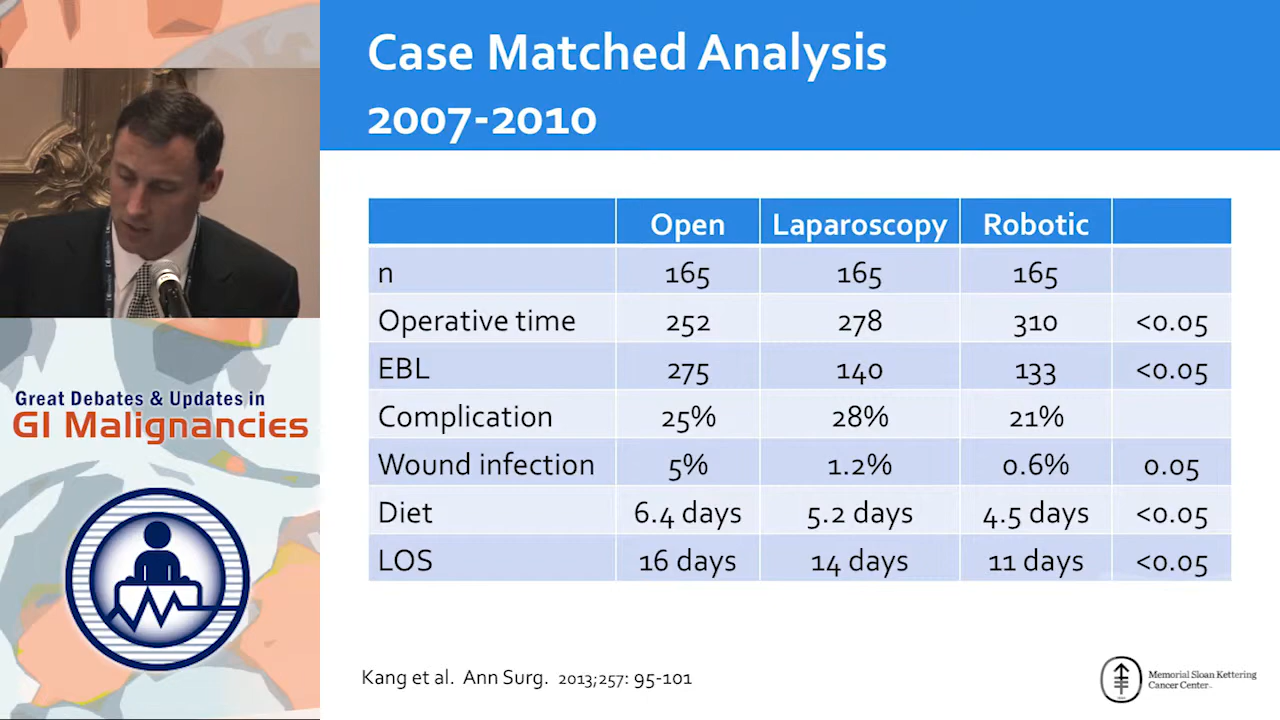 Case Matched Analysis
2007-2010
Open Laparoscopy Robotic
n 165 165 165
Operative time 252 278 310 <0.05
EBL 275 140 133 <0.05
Complication 25% 28% 21%
Wound infection 5% 1.2% 0.6% 0.05
Diet 6.4 days 5.2 days 4.5 days <0.05
LOS 16 days 14 days 11 days <0.05
Kang et al. Ann Surg. 2013;257: 95-101
Memorial Sloan Kettering
Cancer Center
Great Debates & Updates in
GI Malignancies